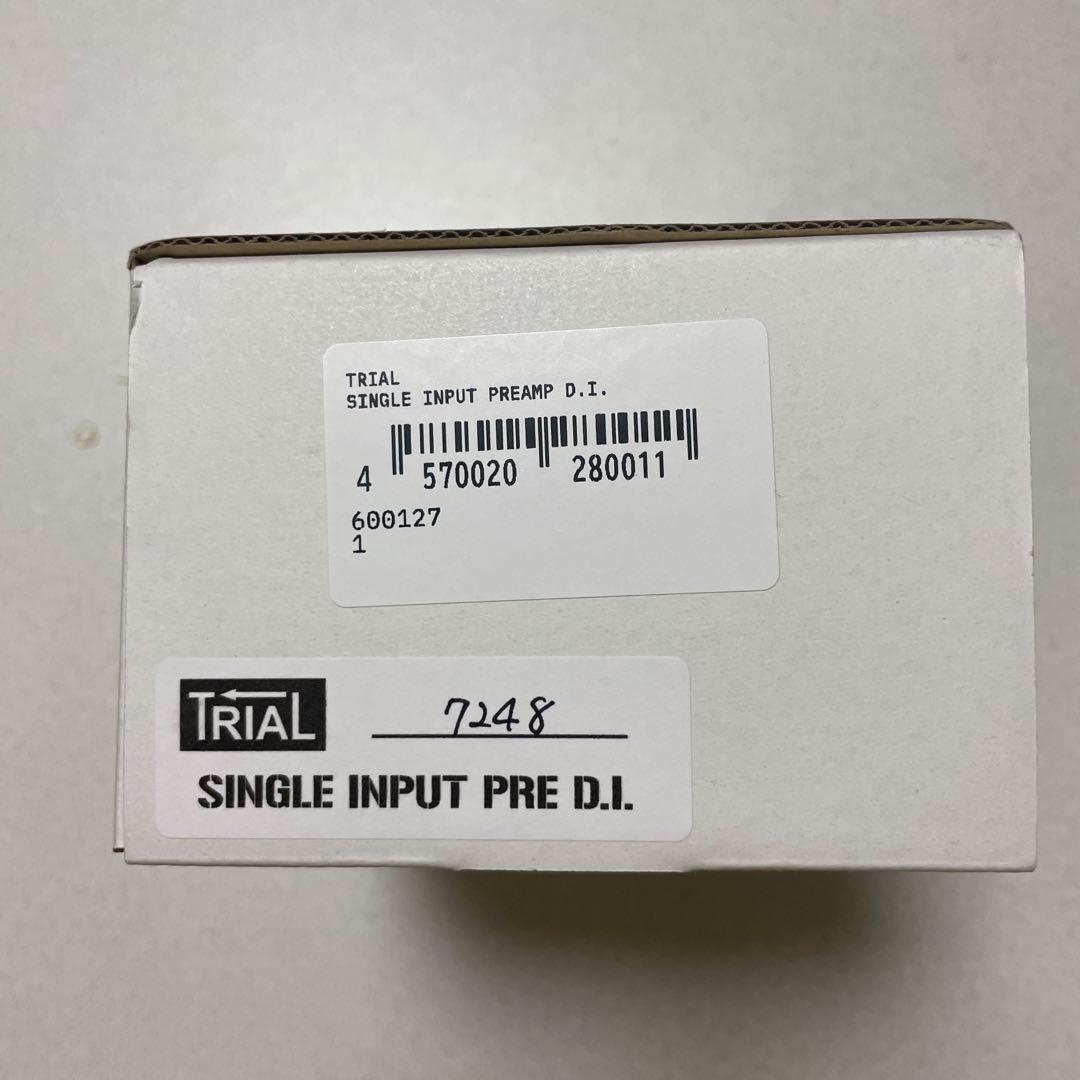 TRIAL
SINGLE INPUT PREAMP D.I.
4 570020 280011
600127
1
TRIAL 7248
SINGLE INPUT PRE D.I.